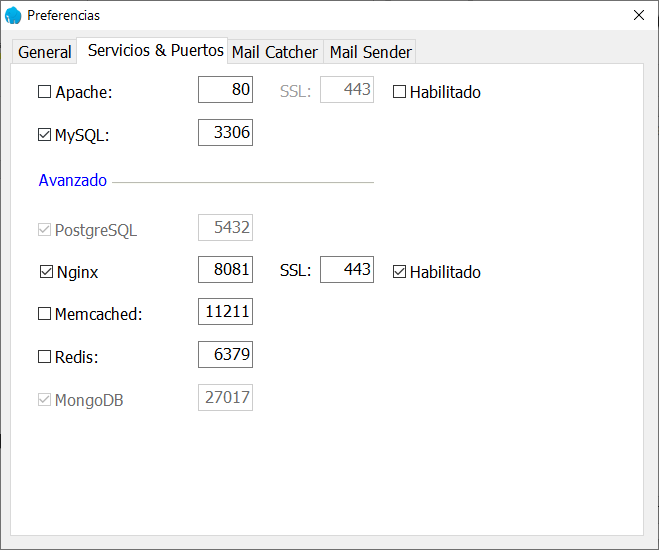 Preferencias
General Servicios & Puertos Mail Catcher Mail Sender
Apache: 80 SSL: 443 Habilitado
MySQL: 3306
Avanzado
PostgreSQL 5432
Nginx 8081 SSL: 443 Habilitado
Memcached: 11211
Redis: 6379
MongoDB 27017